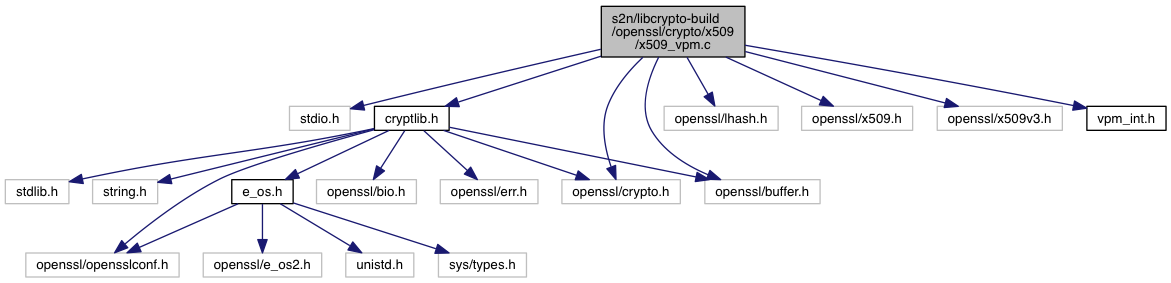 s2n/libcrypto-build
/openssl/crypto/x509
/x509_vpm.c
stdio.h
cryptlib.h
openssl/lhash.h
openssl/x509.h
openssl/x509v3.h
vpm_int.h
stdlib.h
string.h
e_os.h
openssl/bio.h
openssl/err.h
openssl/crypto.h
openssl/buffer.h
openssl/opensslconf.h
openssl/e_os2.h
unistd.h
sys/types.h